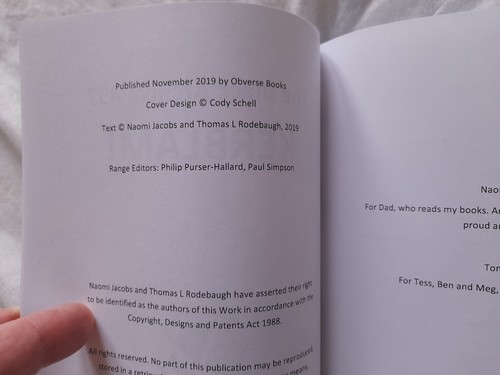 Published November 2019 by Obverse Books
Cover Design © Cody Schell
Text © Naomi Jacobs and Thomas L Rodebaugh, 2019
Range Editors: Philip Purser-Hallard, Paul Simpson
Naomi Jacobs and Thomas L Rodebaugh have asserted their right
to be identified as the authors of this Work in accordance with the
Copyright, Designs and Patents Act 1988.
All rights reserved. No part of this publication may be reproduced,
stored in a
means,
For Dad, who reads my books.
proud
For Tess, Ben and Meg,